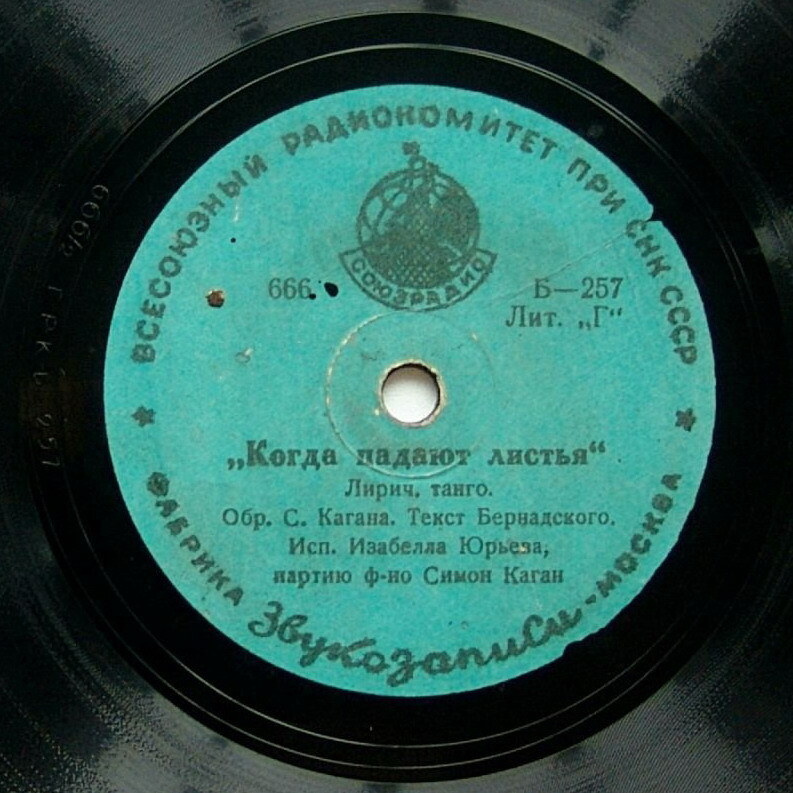 ВСЕСОЮЗНЫЙ РАДИОКОМИТЕТ ПРИ СНК СССР
СОЮЗРАДИО
666.
Б—257
Лит. „Г“
„Когда падают листья“
Лирич. танго.
Обр. С. Кагана. Текст Бернадского.
Исп. Изабелла Юрьева,
партию ф-но Симон Каган
ФАБРИКА Звукозаписи-МОСКВА